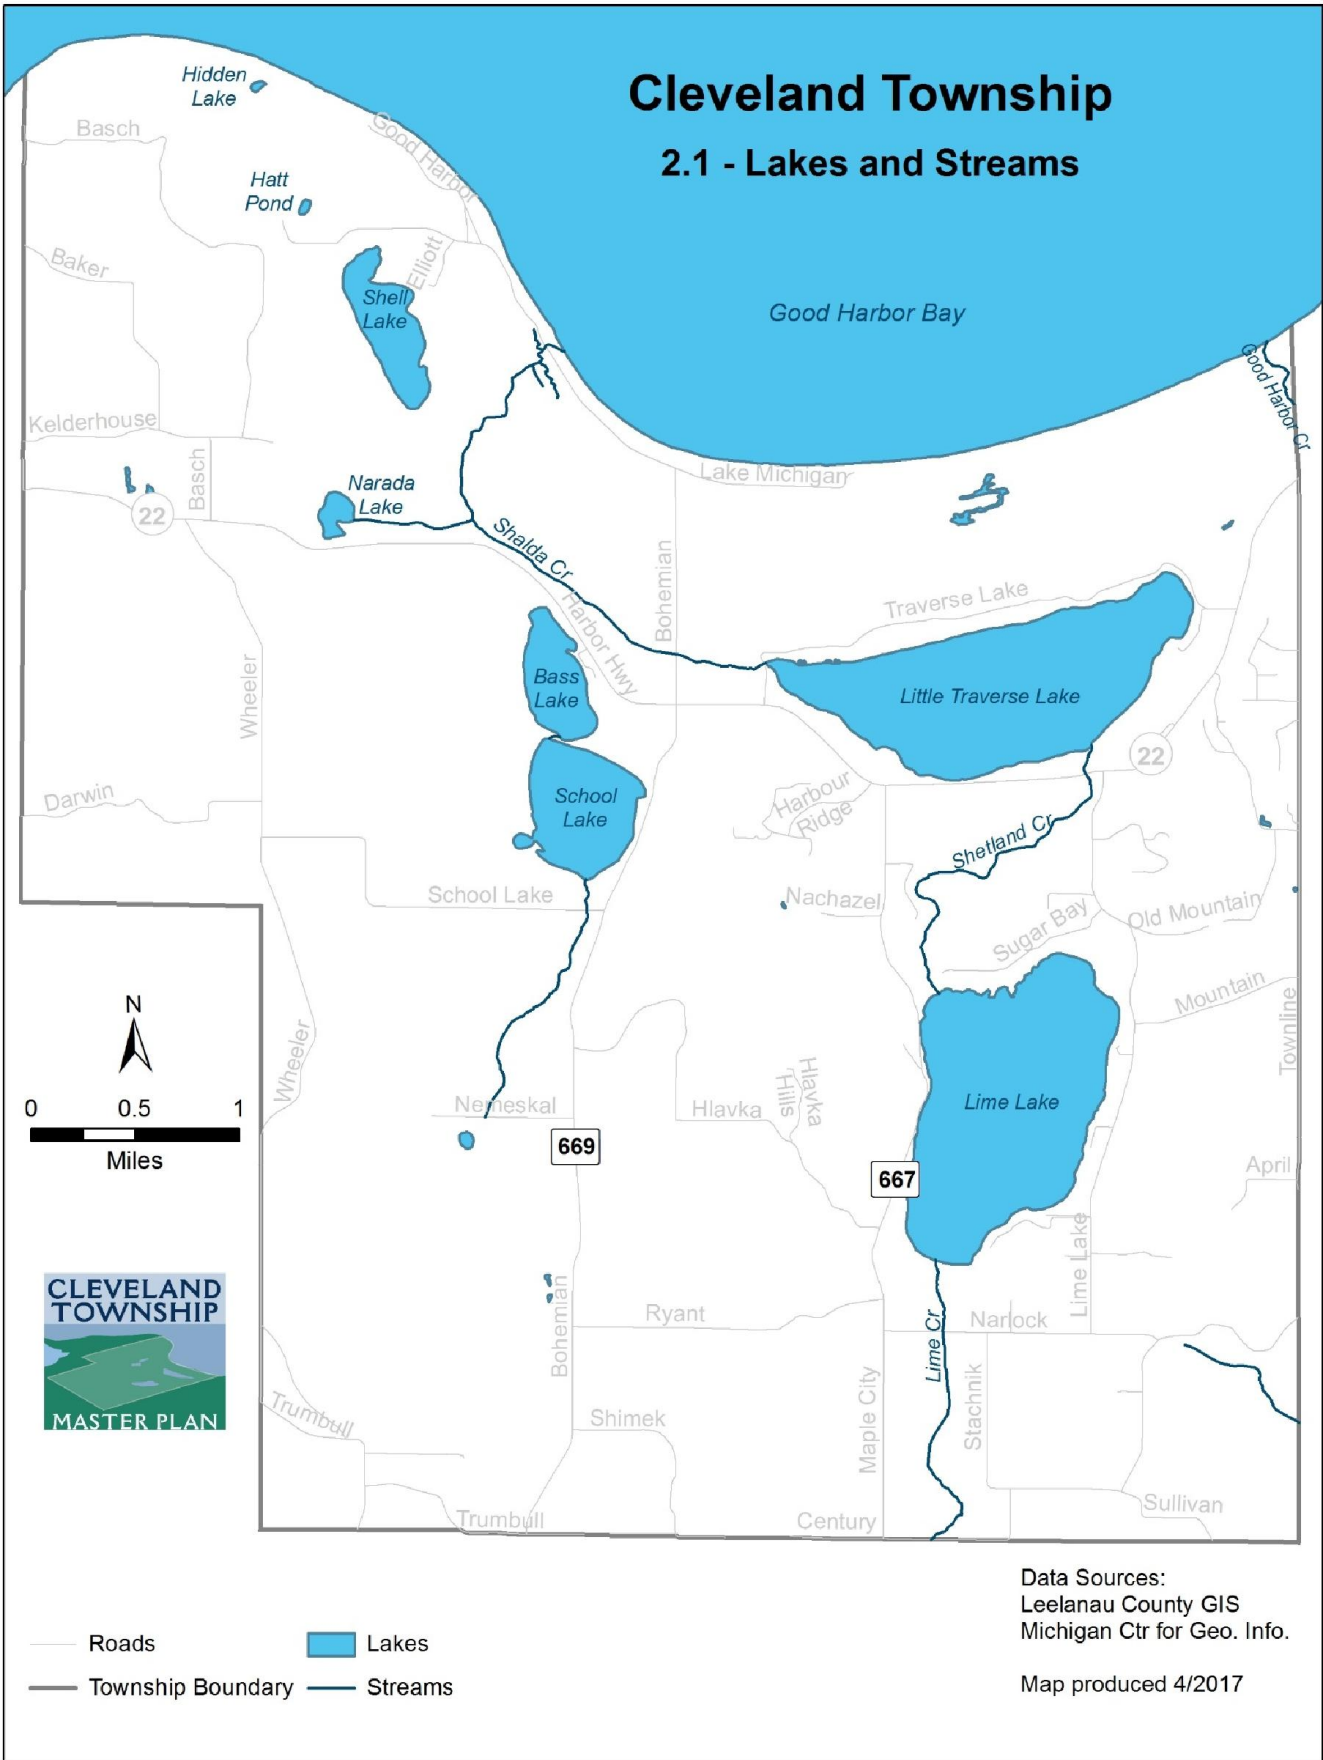 Cleveland Township
2.1 - Lakes and Streams
Hidden
Lake
Basch
Good Harbor
Hatt
Pond
Baker
Elliott
Shell
Lake
Good Harbor Bay
Good Harbor Cr
Kelderhouse
Basch
Narada
Lake
Lake Michigan
22
Shalda Cr
Bohemian
Harbor Hwy
Traverse Lake
Wheeler
Bass
Lake
Little Traverse Lake
22
Darwin
School
Lake
Harbour
Ridge
Shetland Cr
School Lake
Nachazel
Sugar Bay
Old Mountain
N
Mountain
Townline
Wheeler
0 0.5 1
Miles
Nemeskal
Hlavka
Hlavka
Hills
Lime Lake
669
667
April
CLEVELAND
TOWNSHIP
MASTER PLAN
Bohemian
Ryant
Lime Cr
Narlock
Lime Lake
Trumbull
Shimek
Maple City
Stachnik
Trumbull
Century
Sullivan
Data Sources:
Leelanau County GIS
Michigan Ctr for Geo. Info.
Map produced 4/2017
Roads
Lakes
Township Boundary
Streams